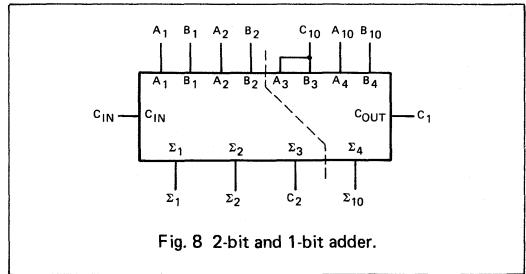 A1 B1 A2 B2 C10 A10 B10
A1 B1 A2 B2 A3 B3 A4 B4
CIN CIN COUT C1
Σ1 Σ2 Σ3 Σ4
Σ1 Σ2 C2 Σ10
Fig. 8 2-bit and 1-bit adder.